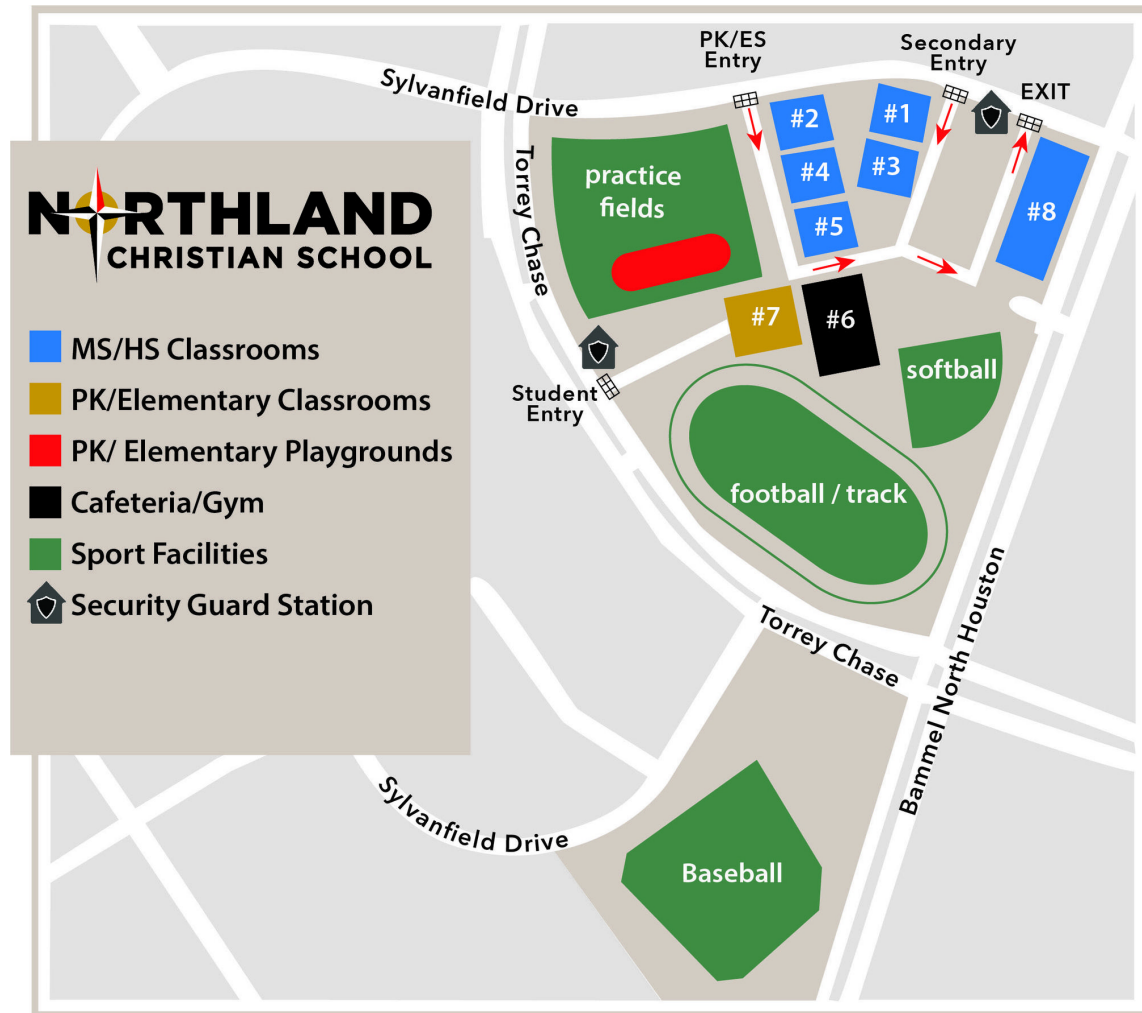 NORTHLAND
CHRISTIAN SCHOOL
MS/HS Classrooms
PK/Elementary Classrooms
PK/ Elementary Playgrounds
Cafeteria/Gym
Sport Facilities
Security Guard Station
Sylvanfield Drive
PK/ES
Entry
Secondary
Entry
EXIT
Torrey Chase
practice
fields
#2
#1
#4
#3
#5
#8
#7
#6
Student
Entry
softball
football / track
Torrey Chase
Bammel North Houston
Sylvanfield Drive
Baseball